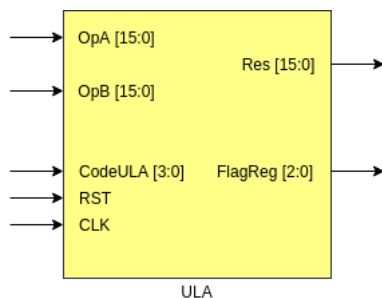 OpA [15:0]
Res [15:0]
OpB [15:0]
CodeULA [3:0]
FlagReg [2:0]
RST
CLK
ULA